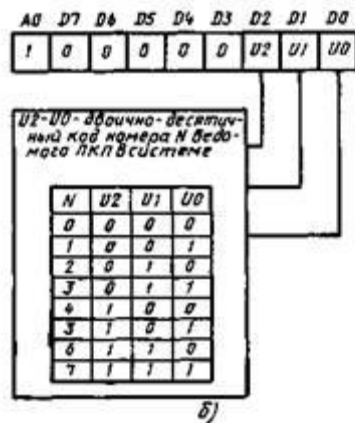 A0 D7 D6 D5 D4 D3 D2 D1 D0
1 0 0 0 0 0 U2 U1 U0
U2-U0-двоично-десятич-
ный код номера N ведо-
мого ПКП в системе
N U2 U1 U0
0 0 0 0
1 0 0 1
2 0 1 0
3 0 1 1
4 1 0 0
5 1 0 1
6 1 1 0
7 1 1 1
б)